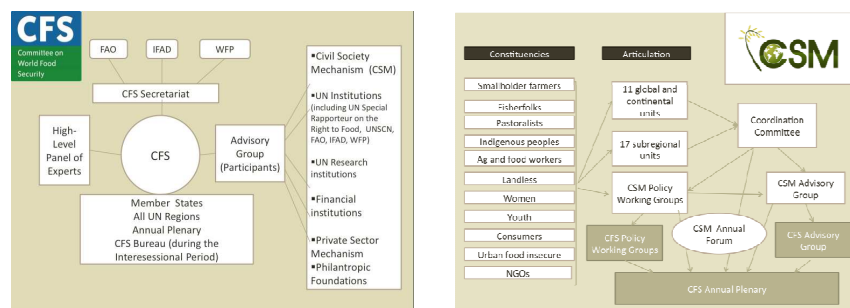 CFS
Committee on
World Food
Security
FAO
IFAD
WFP
CFS Secretariat
High-
Level
Panel of
Experts
CFS
Advisory
Group
(Participants)
Member States
All UN Regions
Annual Plenary
CFS Bureau (during the
Interesessional Period)
▪Civil Society
Mechanism (CSM)
▪UN Institutions
(including UN Special
Rapporteur on the
Right to Food, UNSCN,
FAO, IFAD, WFP)
▪UN Research
institutions
▪Financial
institutions
▪Private Sector
Mechanism
▪Philantropic
Foundations
CSM
Constituencies
Articulation
Smallholder farmers
Fisherfolks
Pastoralists
Indigenous peoples
Ag and food workers
Landless
Women
Youth
Consumers
Urban food insecure
NGOs
11 global and
continental
units
17 subregional
units
CSM Policy
Working Groups
Coordination
Committee
CSM Advisory
Group
CSM Annual
Forum
CFS Policy
Working Groups
CFS Advisory
Group
CFS Annual Plenary